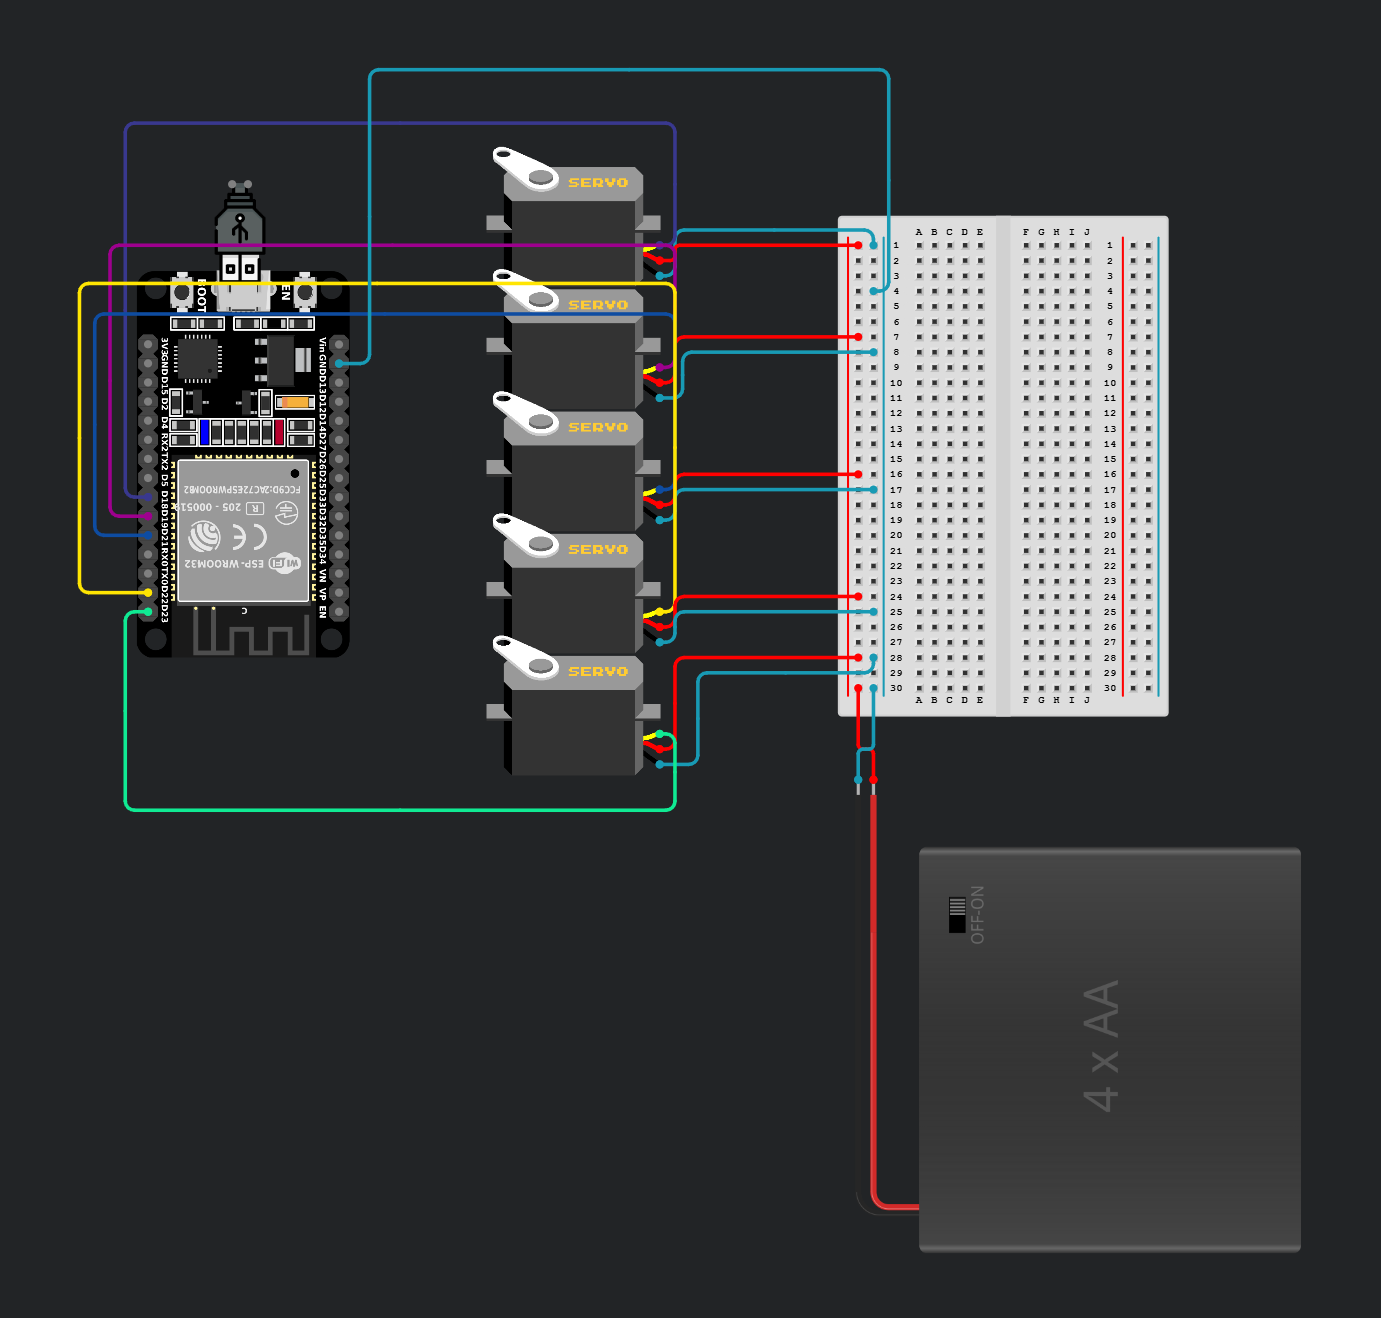 SERVO
SERVO
SERVO
SERVO
SERVO
BOOT
EN
3V3
GND
D15
D2
D4
RX2
TX2
D5
D18
D19
D21
RX0
TX0
D22
D23
Vin
GND
D13
D12
D14
D27
D26
D25
D33
D32
D35
D34
VN
VP
EN
FCC9D:2AC72ESPWROOM32
R 205 - 000519
CE
WiFi
ESP-WROOM32
C
A B C D E F G H I J
1 1
2 2
3 3
4 4
5 5
6 6
7 7
8 8
9 9
10 10
11 11
12 12
13 13
14 14
15 15
16 16
17 17
18 18
19 19
20 20
21 21
22 22
23 23
24 24
25 25
26 26
27 27
28 28
29 29
30 30
A B C D E F G H I J
OFF-ON
4 x AA